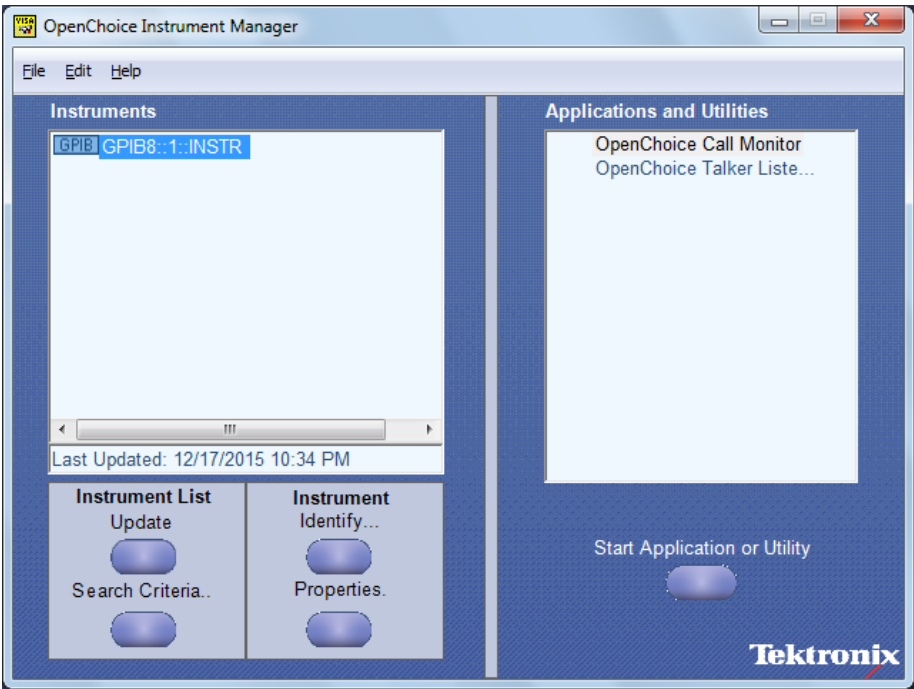 VISA
OpenChoice Instrument Manager
File Edit Help
Instruments
GPIB GPIB8::1::INSTR
Last Updated: 12/17/2015 10:34 PM
Instrument List
Update
Search Criteria..
Instrument
Identify...
Properties.
Applications and Utilities
OpenChoice Call Monitor
OpenChoice Talker Liste...
Start Application or Utility
Tektronix